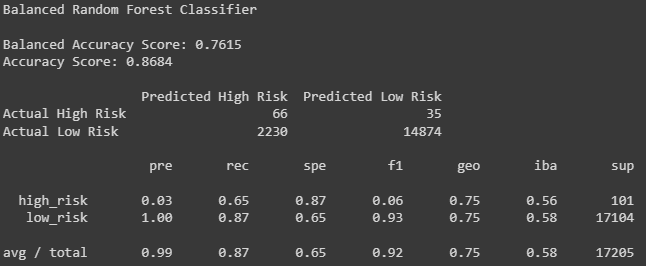 Balanced Random Forest Classifier
Balanced Accuracy Score: 0.7615
Accuracy Score: 0.8684
Predicted High Risk Predicted Low Risk
Actual High Risk 66 35
Actual Low Risk 2230 14874
pre rec spe f1 geo iba sup
high_risk 0.03 0.65 0.87 0.06 0.75 0.56 101
low_risk 1.00 0.87 0.65 0.93 0.75 0.58 17104
avg / total 0.99 0.87 0.65 0.92 0.75 0.58 17205